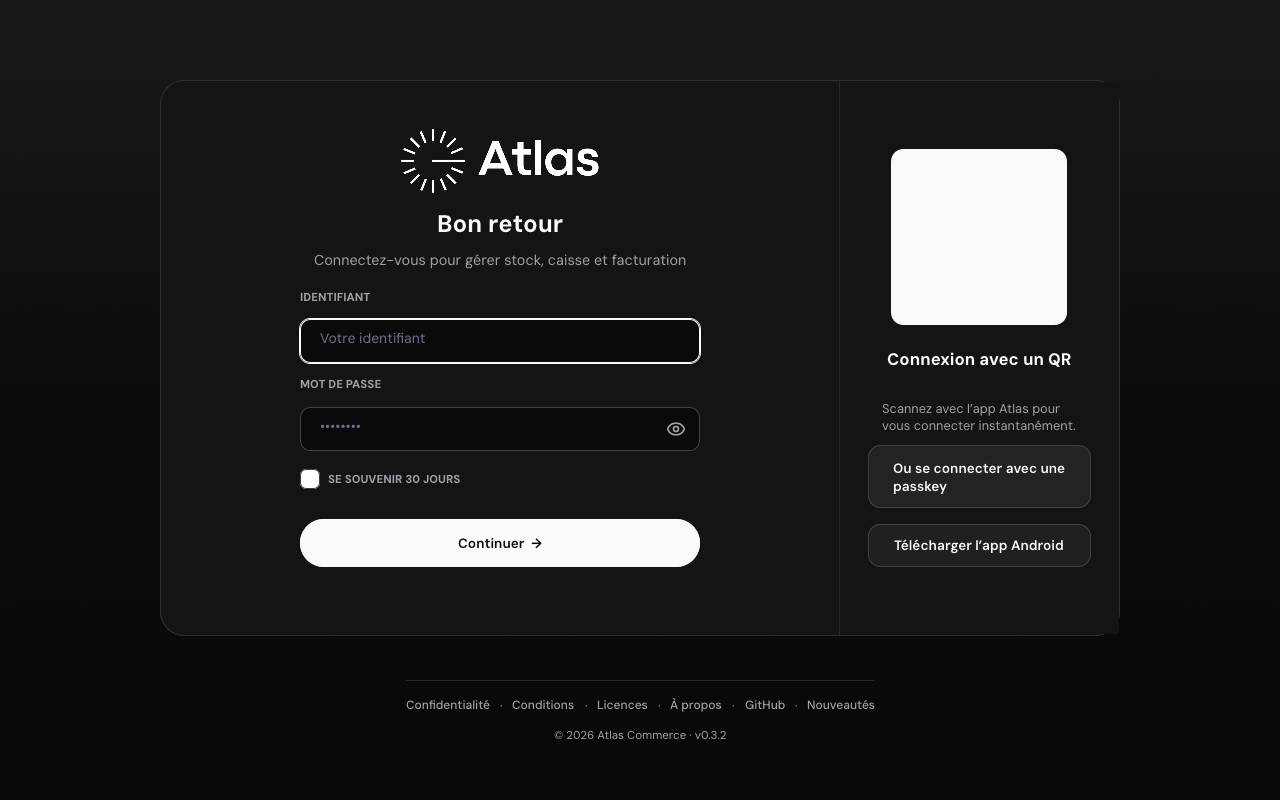 Atlas
Bon retour
Connectez-vous pour gérer stock, caisse et facturation
IDENTIFIANT
Votre identifiant
MOT DE PASSE
••••••••
SE SOUVENIR 30 JOURS
Continuer →
Connexion avec un QR
Scannez avec l’app Atlas pour
vous connecter instantanément.
Ou se connecter avec une
passkey
Télécharger l’app Android
Confidentialité · Conditions · Licences · À propos · GitHub · Nouveautés
© 2026 Atlas Commerce · v0.3.2